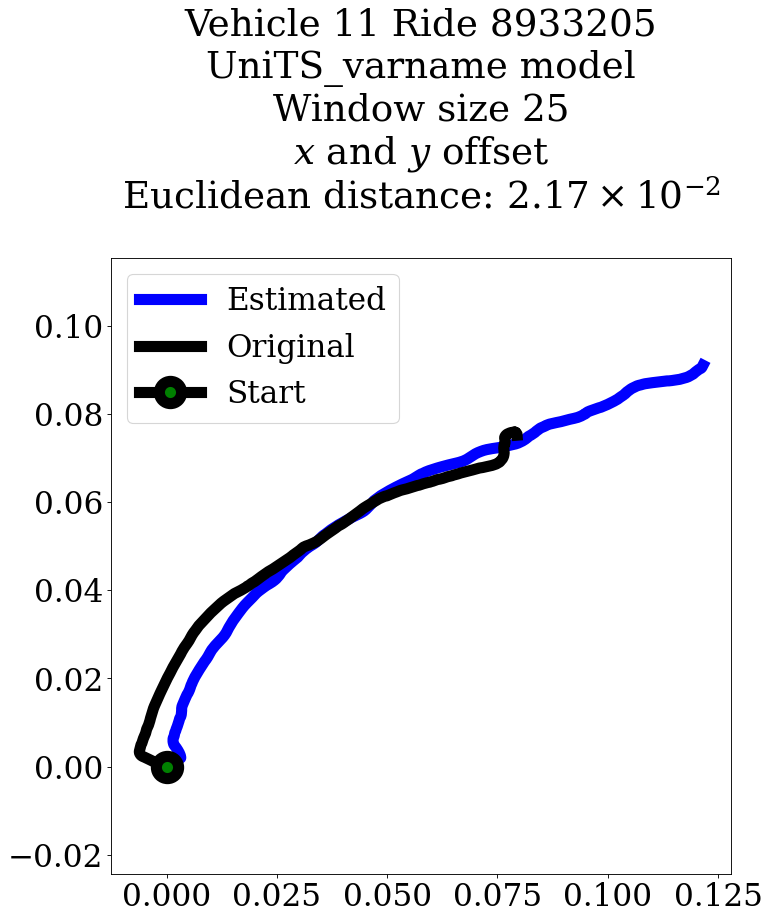 Vehicle 11 Ride 8933205
UniTS_varname model
Window size 25
x and y offset
Euclidean distance: 2.17 × 10⁻²
Estimated
Original
Start
0.10
0.08
0.06
0.04
0.02
0.00
−0.02
0.000 0.025 0.050 0.075 0.100 0.125